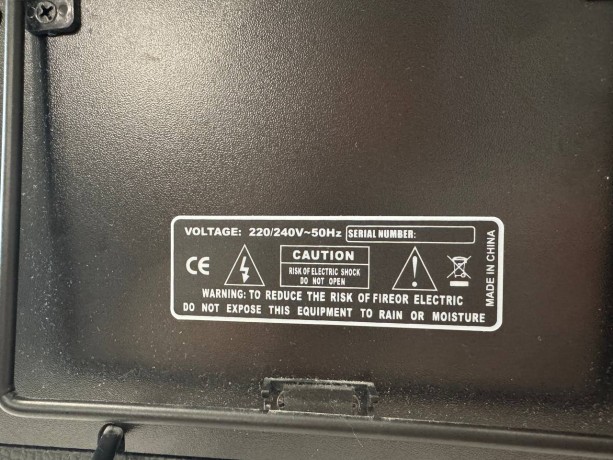 VOLTAGE: 220/240V~50Hz SERIAL NUMBER:
CE
CAUTION
RISK OF ELECTRIC SHOCK
DO NOT OPEN
!
WARNING: TO REDUCE THE RISK OF FIREOR ELECTRIC
DO NOT EXPOSE THIS EQUIPMENT TO RAIN OR MOISTURE
MADE IN CHINA